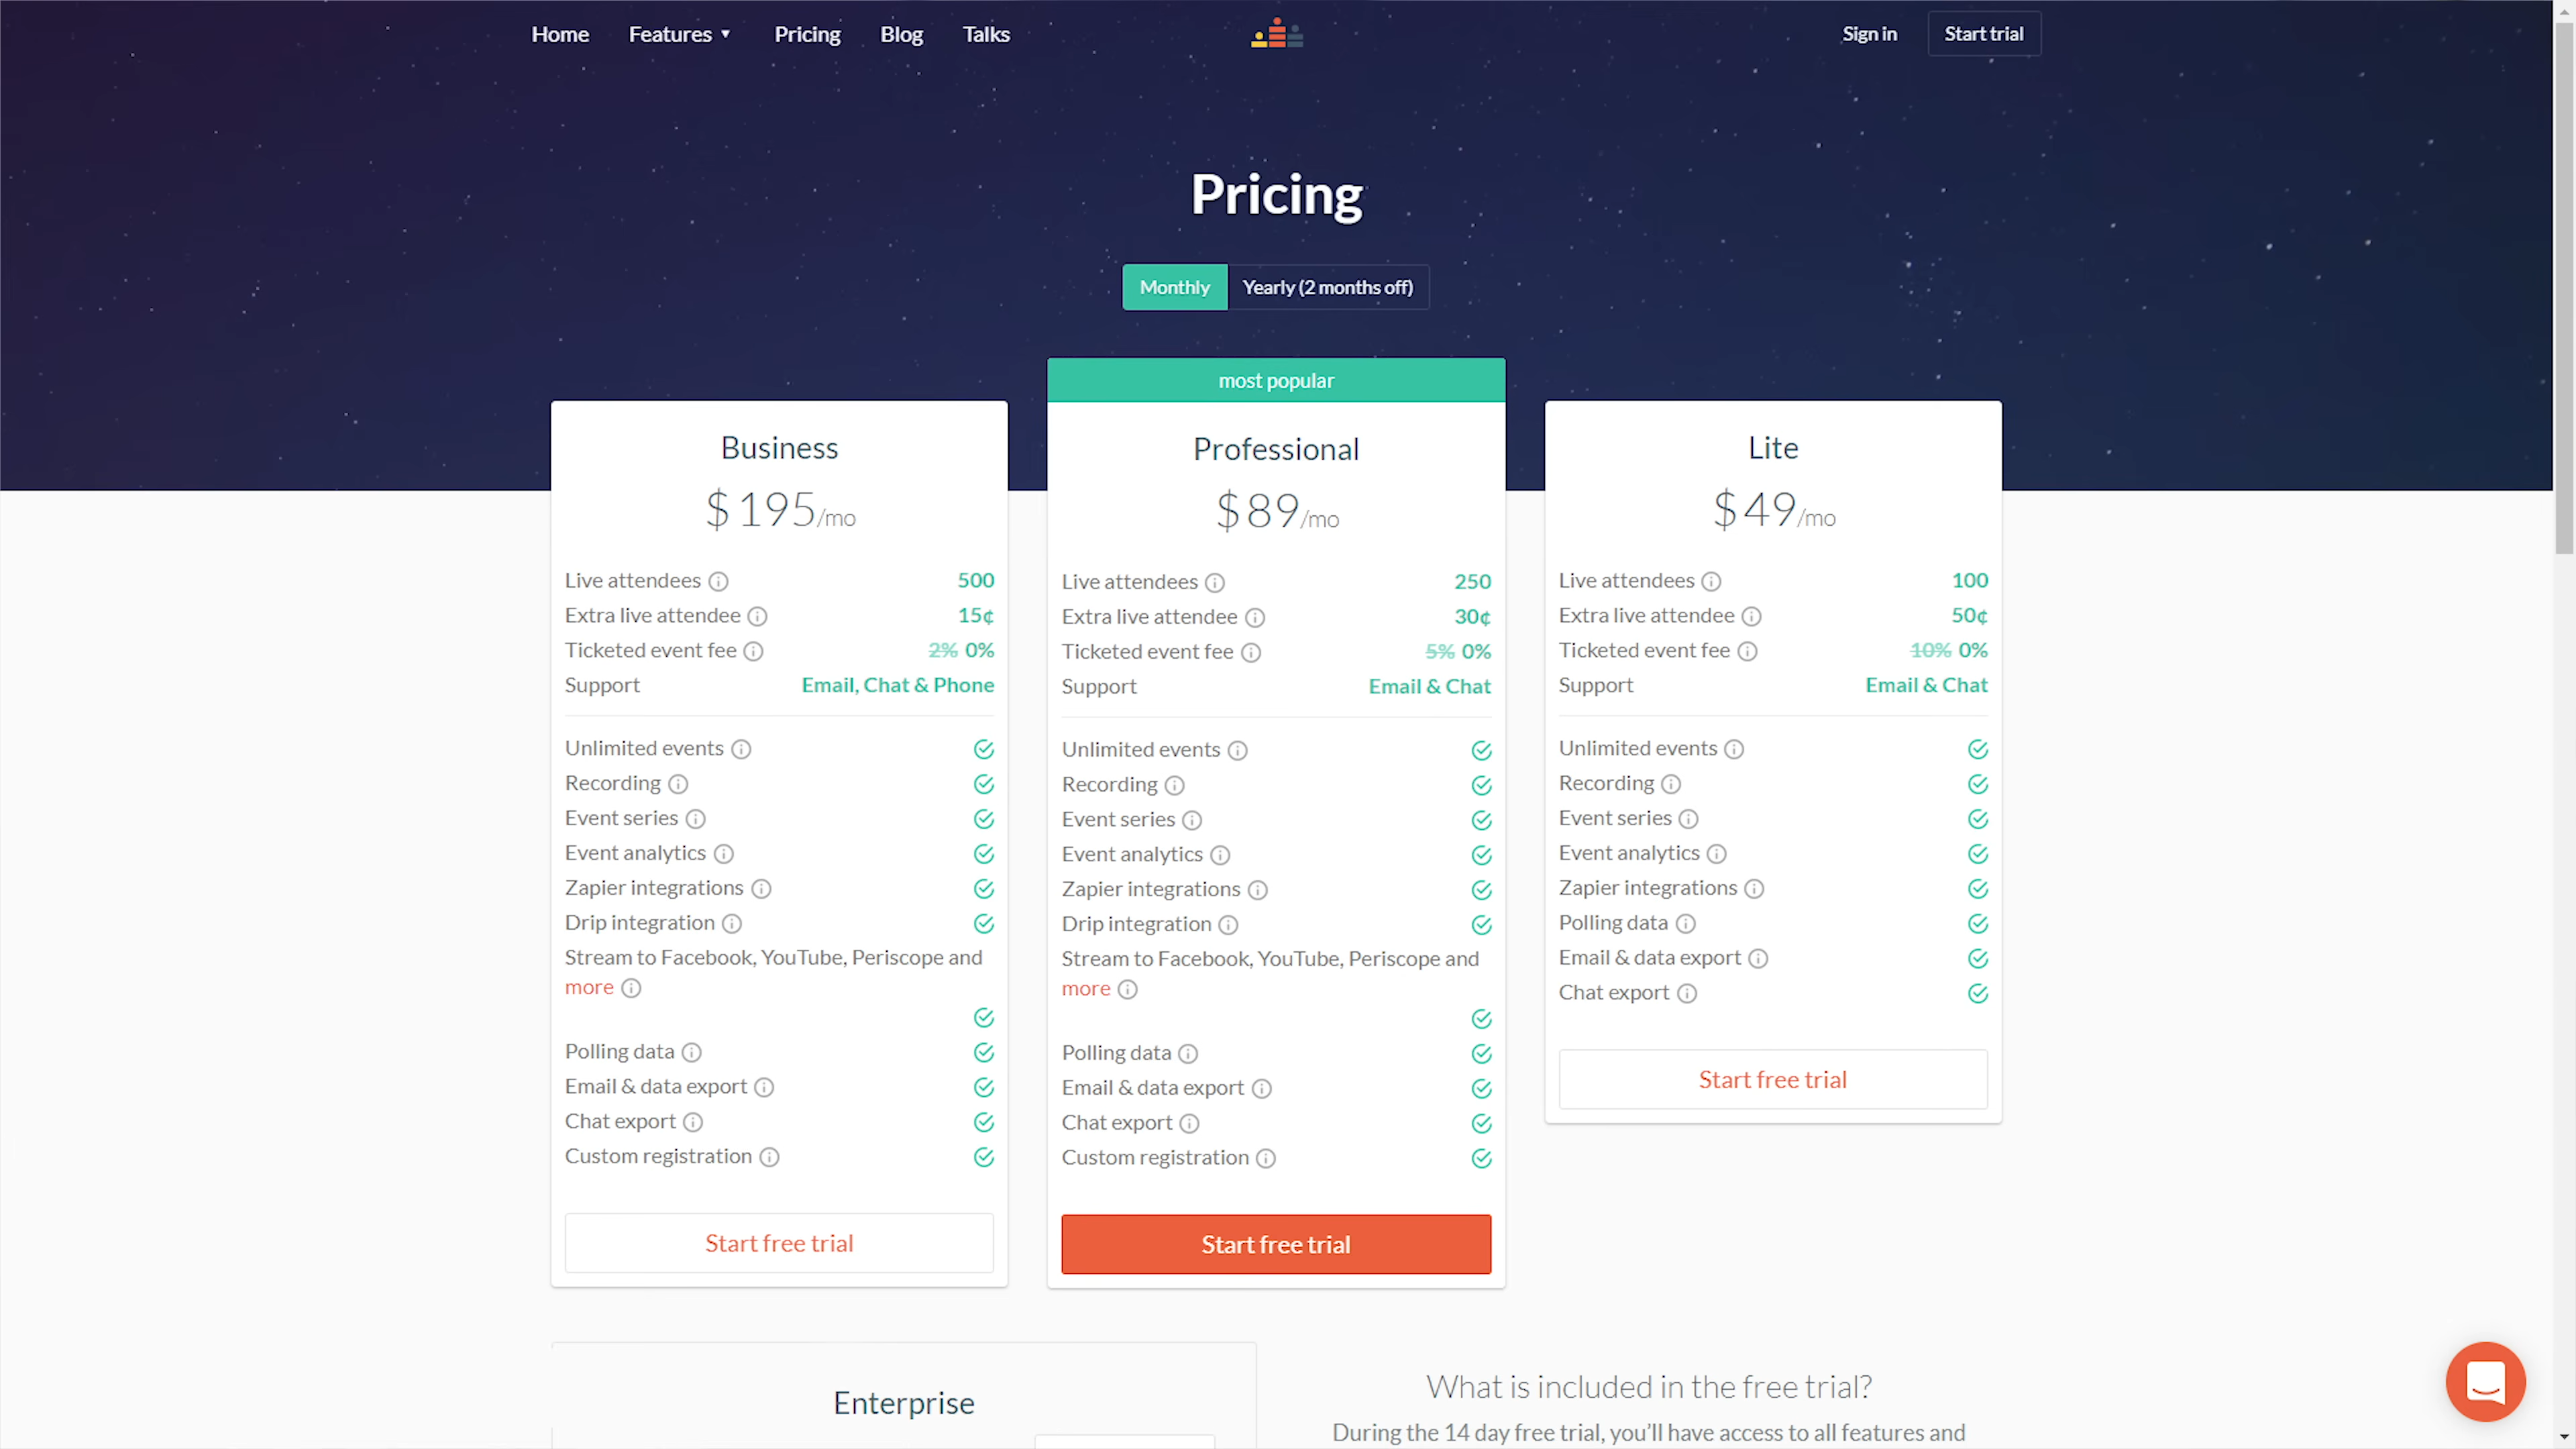 Home Features ▼ Pricing Blog Talks Sign in Start trial
Pricing
Monthly Yearly (2 months off)
Business
$195/mo
Live attendees 500
Extra live attendee 15¢
Ticketed event fee 2% 0%
Support Email, Chat & Phone
Unlimited events
Recording
Event series
Event analytics
Zapier integrations
Drip integration
Stream to Facebook, YouTube, Periscope and
more
Polling data
Email & data export
Chat export
Custom registration
Start free trial
most popular
Professional
$89/mo
Live attendees 250
Extra live attendee 30¢
Ticketed event fee 5% 0%
Support Email & Chat
Unlimited events
Recording
Event series
Event analytics
Zapier integrations
Drip integration
Stream to Facebook, YouTube, Periscope and
more
Polling data
Email & data export
Chat export
Custom registration
Start free trial
Lite
$49/mo
Live attendees 100
Extra live attendee 50¢
Ticketed event fee 10% 0%
Support Email & Chat
Unlimited events
Recording
Event series
Event analytics
Zapier integrations
Polling data
Email & data export
Chat export
Start free trial
Enterprise
What is included in the free trial?
During the 14 day free trial, you'll have access to all features and